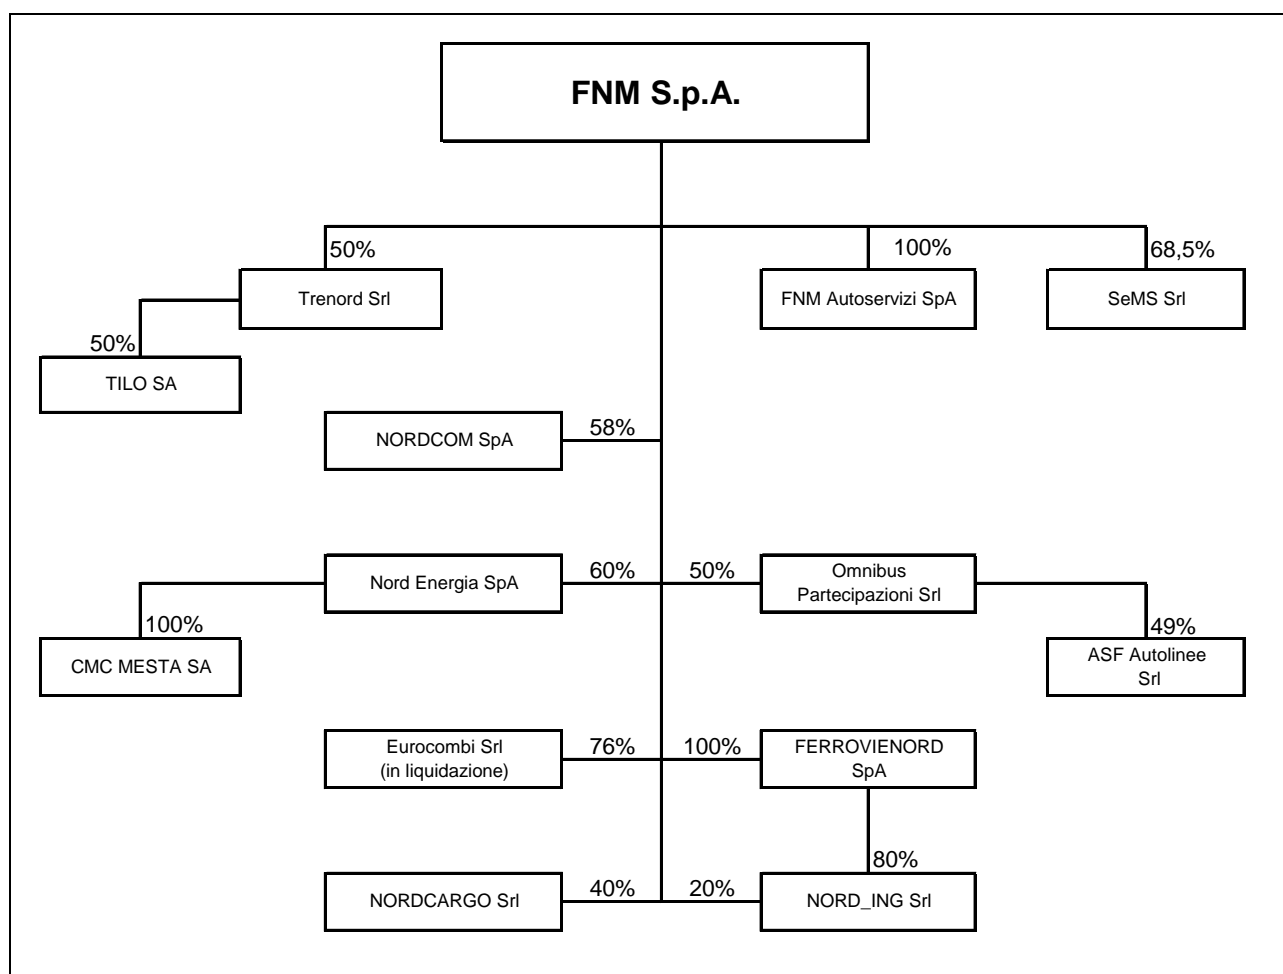 FNM S.p.A.
50%
100%
68,5%
Trenord Srl
FNM Autoservizi SpA
SeMS Srl
50%
TILO SA
NORDCOM SpA
58%
Nord Energia SpA
60%
50%
Omnibus
Partecipazioni Srl
100%
49%
CMC MESTA SA
ASF Autolinee
Srl
Eurocombi Srl
(in liquidazione)
76%
100%
FERROVIENORD
SpA
80%
NORDCARGO Srl
40%
20%
NORD_ING Srl